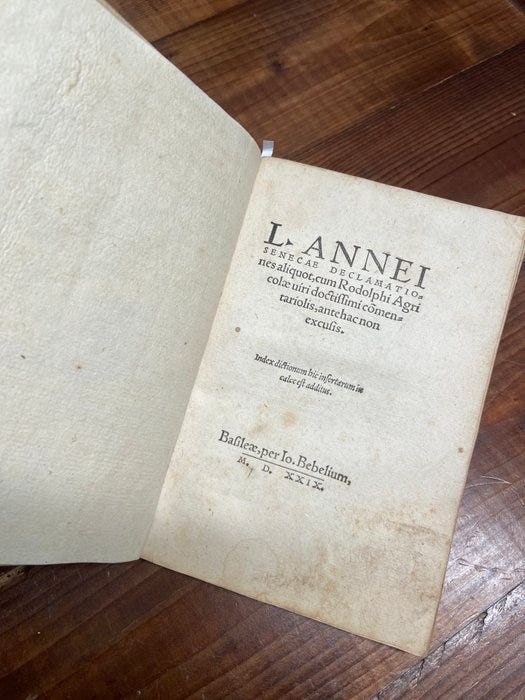 L. ANNEI
SENECAE DECLAMATIO-
nes aliquot, cum Rodolphi Agri
colæ uiri doctissimi cõmen-
tariolis, antehac non
excusis.
Index dictionum hic insertarum in
calce est additus.
Basileæ, per Io. Bebelium,
M. D. XXIX.